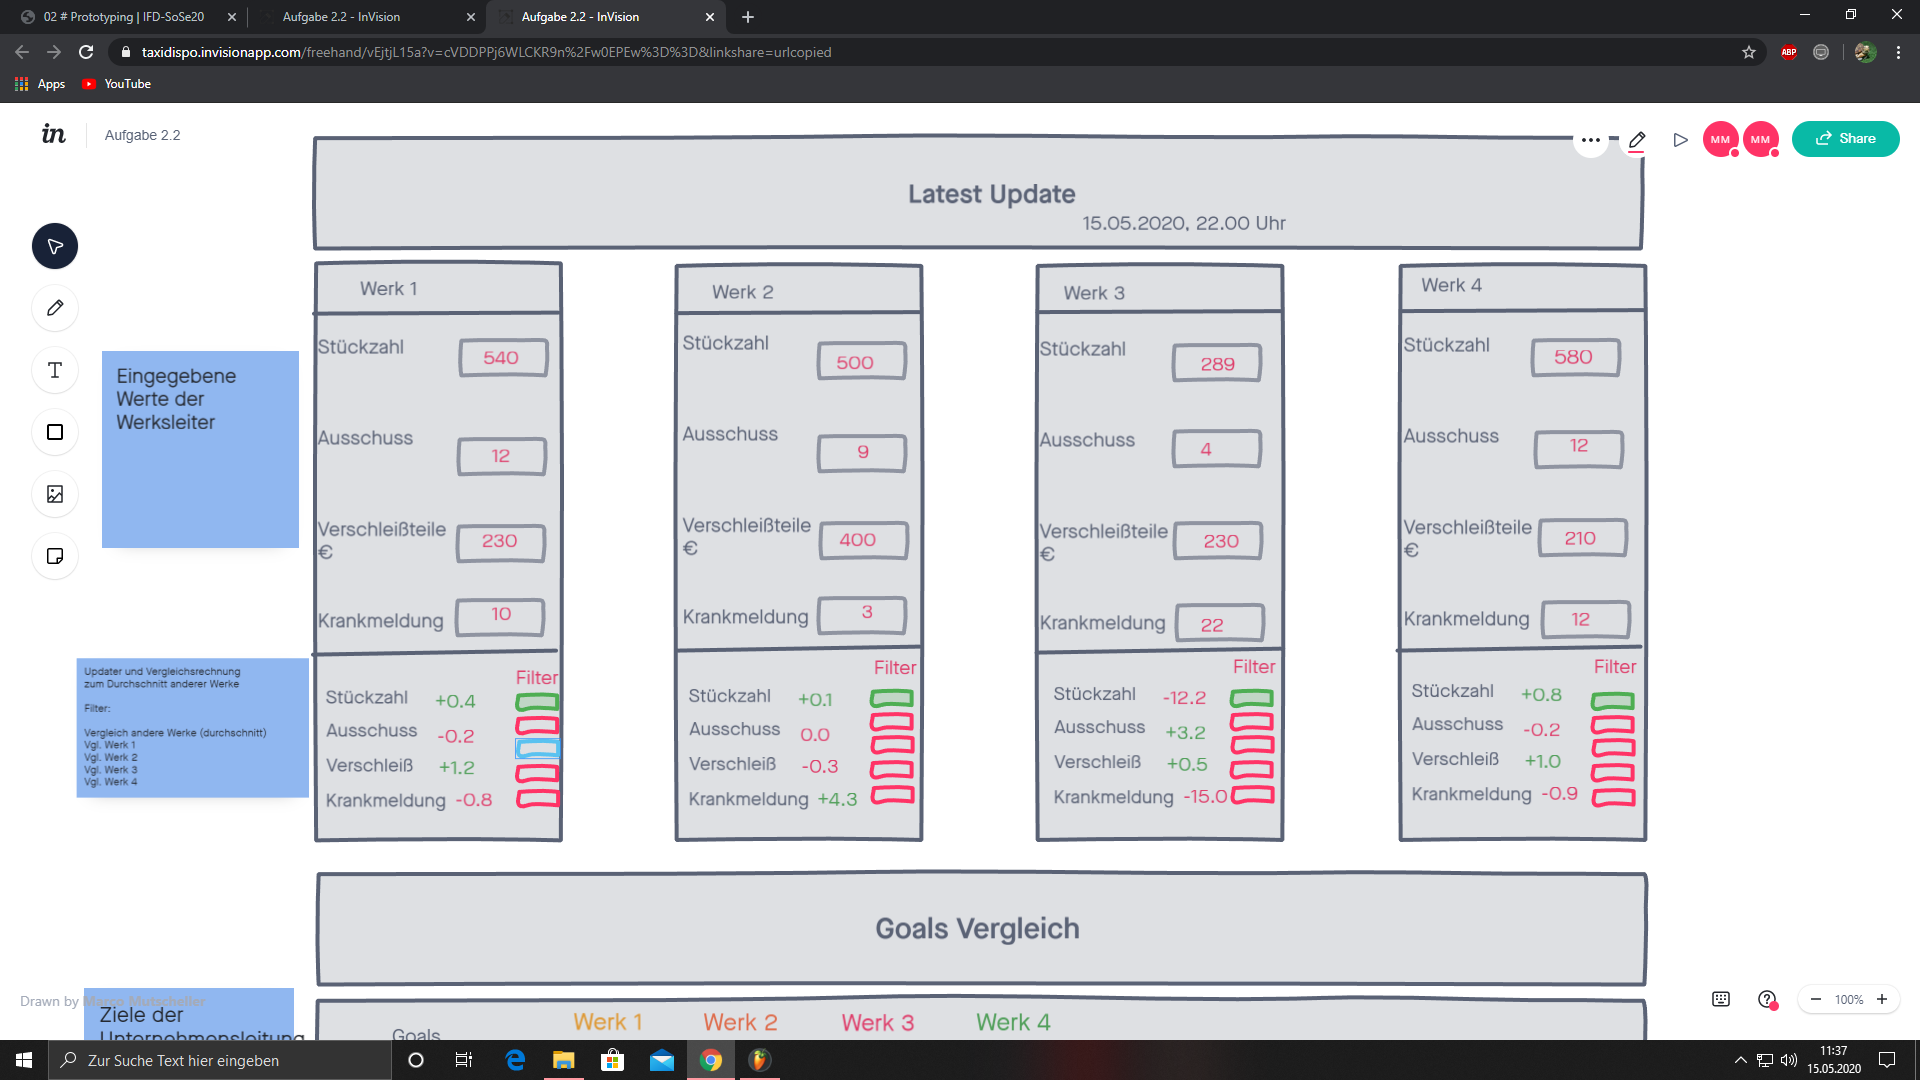 02 # Prototyping | IFD-SoSe20
Aufgabe 2.2 - InVision
Aufgabe 2.2 - InVision
taxidispo.invisionapp.com/freehand/vEjtjL15a?v=cVDDPPj6WLCKR9n%2Fw0EPEw%3D%3D&linkshare=urlcopied
ABP
Apps
YouTube
in
Aufgabe 2.2
MM
MM
Share
Latest Update
15.05.2020, 22.00 Uhr
Eingegebene
Werte der
Werksleiter
Werk 1
Stückzahl
540
Ausschuss
12
Verschleißteile
€
230
Krankmeldung
10
Werk 2
Stückzahl
500
Ausschuss
9
Verschleißteile
€
400
Krankmeldung
3
Werk 3
Stückzahl
289
Ausschuss
4
Verschleißteile
€
230
Krankmeldung
22
Werk 4
Stückzahl
580
Ausschuss
12
Verschleißteile
€
210
Krankmeldung
12
Updater und Vergleichsrechnung
zum Durchschnitt anderer Werke
Filter:
Vergleich andere Werke (durchschnitt)
Vgl. Werk 1
Vgl. Werk 2
Vgl. Werk 3
Vgl. Werk 4
Filter
Stückzahl +0.4
Ausschuss -0.2
Verschleiß +1.2
Krankmeldung -0.8
Filter
Stückzahl +0.1
Ausschuss 0.0
Verschleiß -0.3
Krankmeldung +4.3
Filter
Stückzahl -12.2
Ausschuss +3.2
Verschleiß +0.5
Krankmeldung -15.0
Filter
Stückzahl +0.8
Ausschuss -0.2
Verschleiß +1.0
Krankmeldung -0.9
Goals Vergleich
Drawn by Marco Mutscheller
Ziele der
Unternehmensleitung
Goals
Werk 1
Werk 2
Werk 3
Werk 4
100%
Zur Suche Text hier eingeben
11:37
15.05.2020